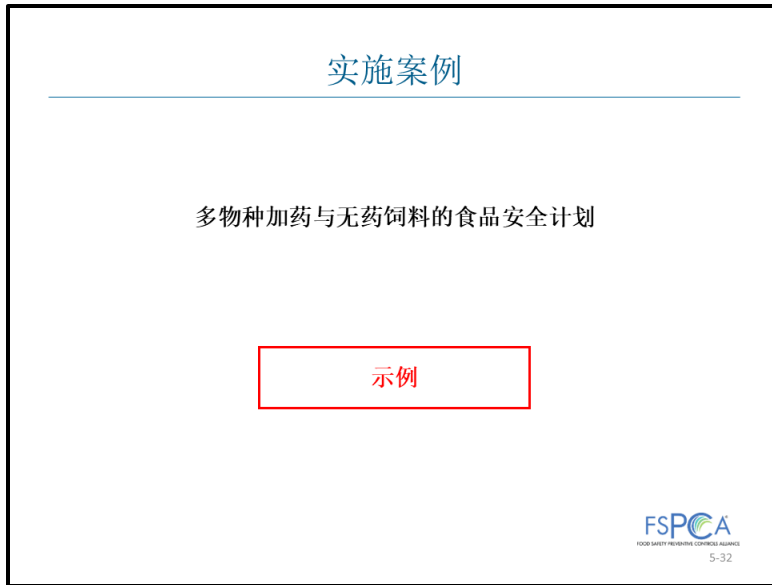 实施案例
多物种加药与无药饲料的食品安全计划
示例
FSPCA
FOOD SAFETY PREVENTIVE CONTROLS ALLIANCE
5-32